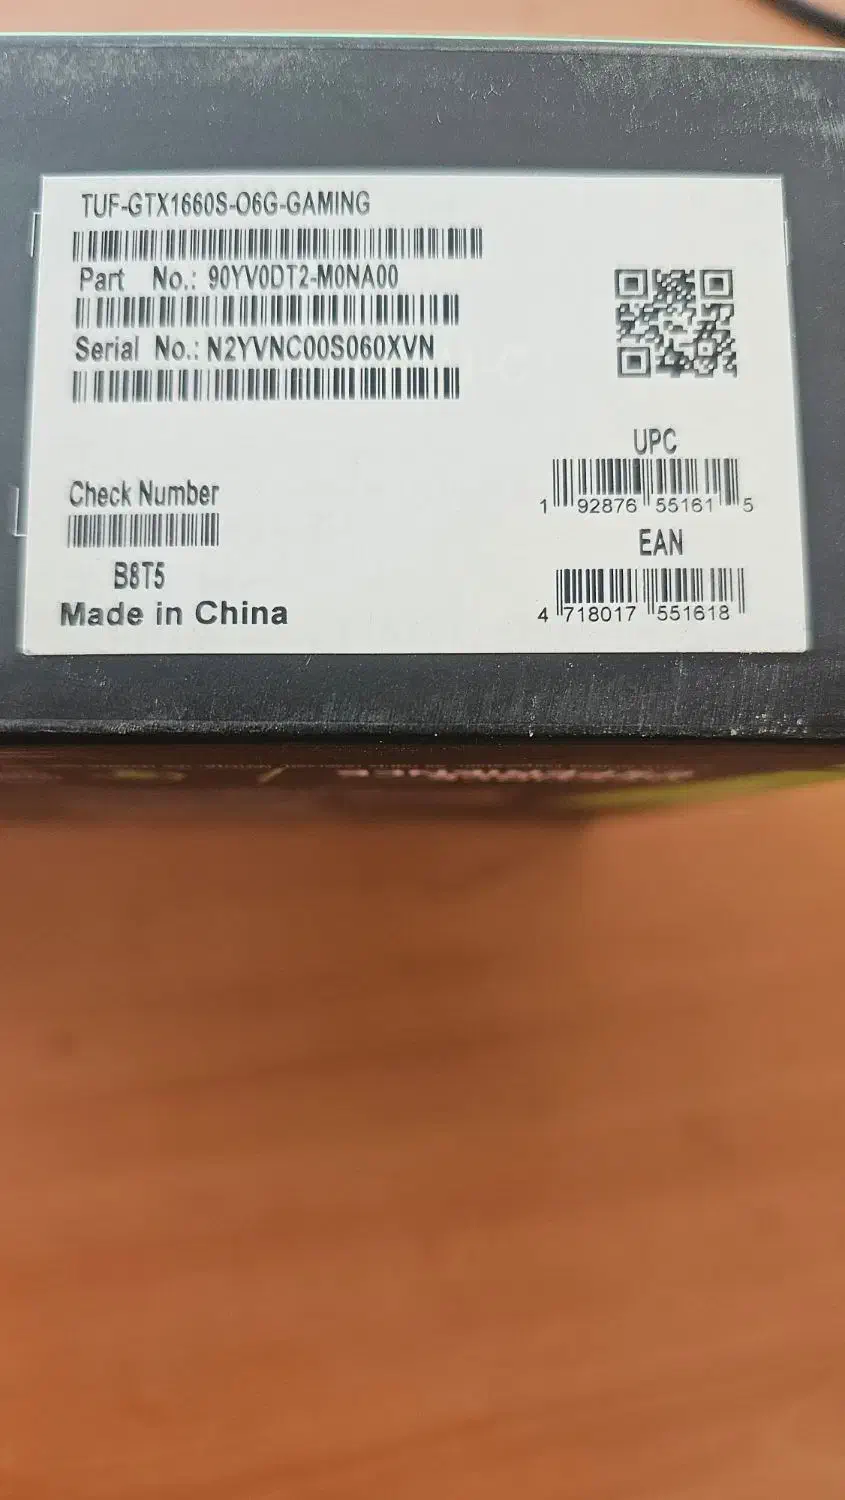 TUF-GTX1660S-O6G-GAMING
Part No.: 90YV0DT2-M0NA00
Serial No.: N2YVNC00S060XVN
UPC
1 92876 55161 5
Check Number
EAN
B8T5
4 718017 551618
Made in China